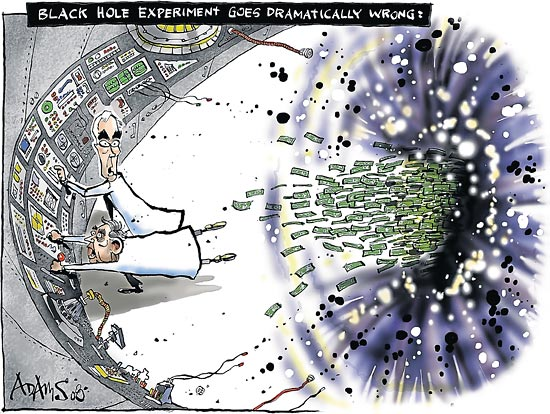 BLACK HOLE EXPERIMENT GOES DRAMATICALLY WRONG:
ADAMS 08.